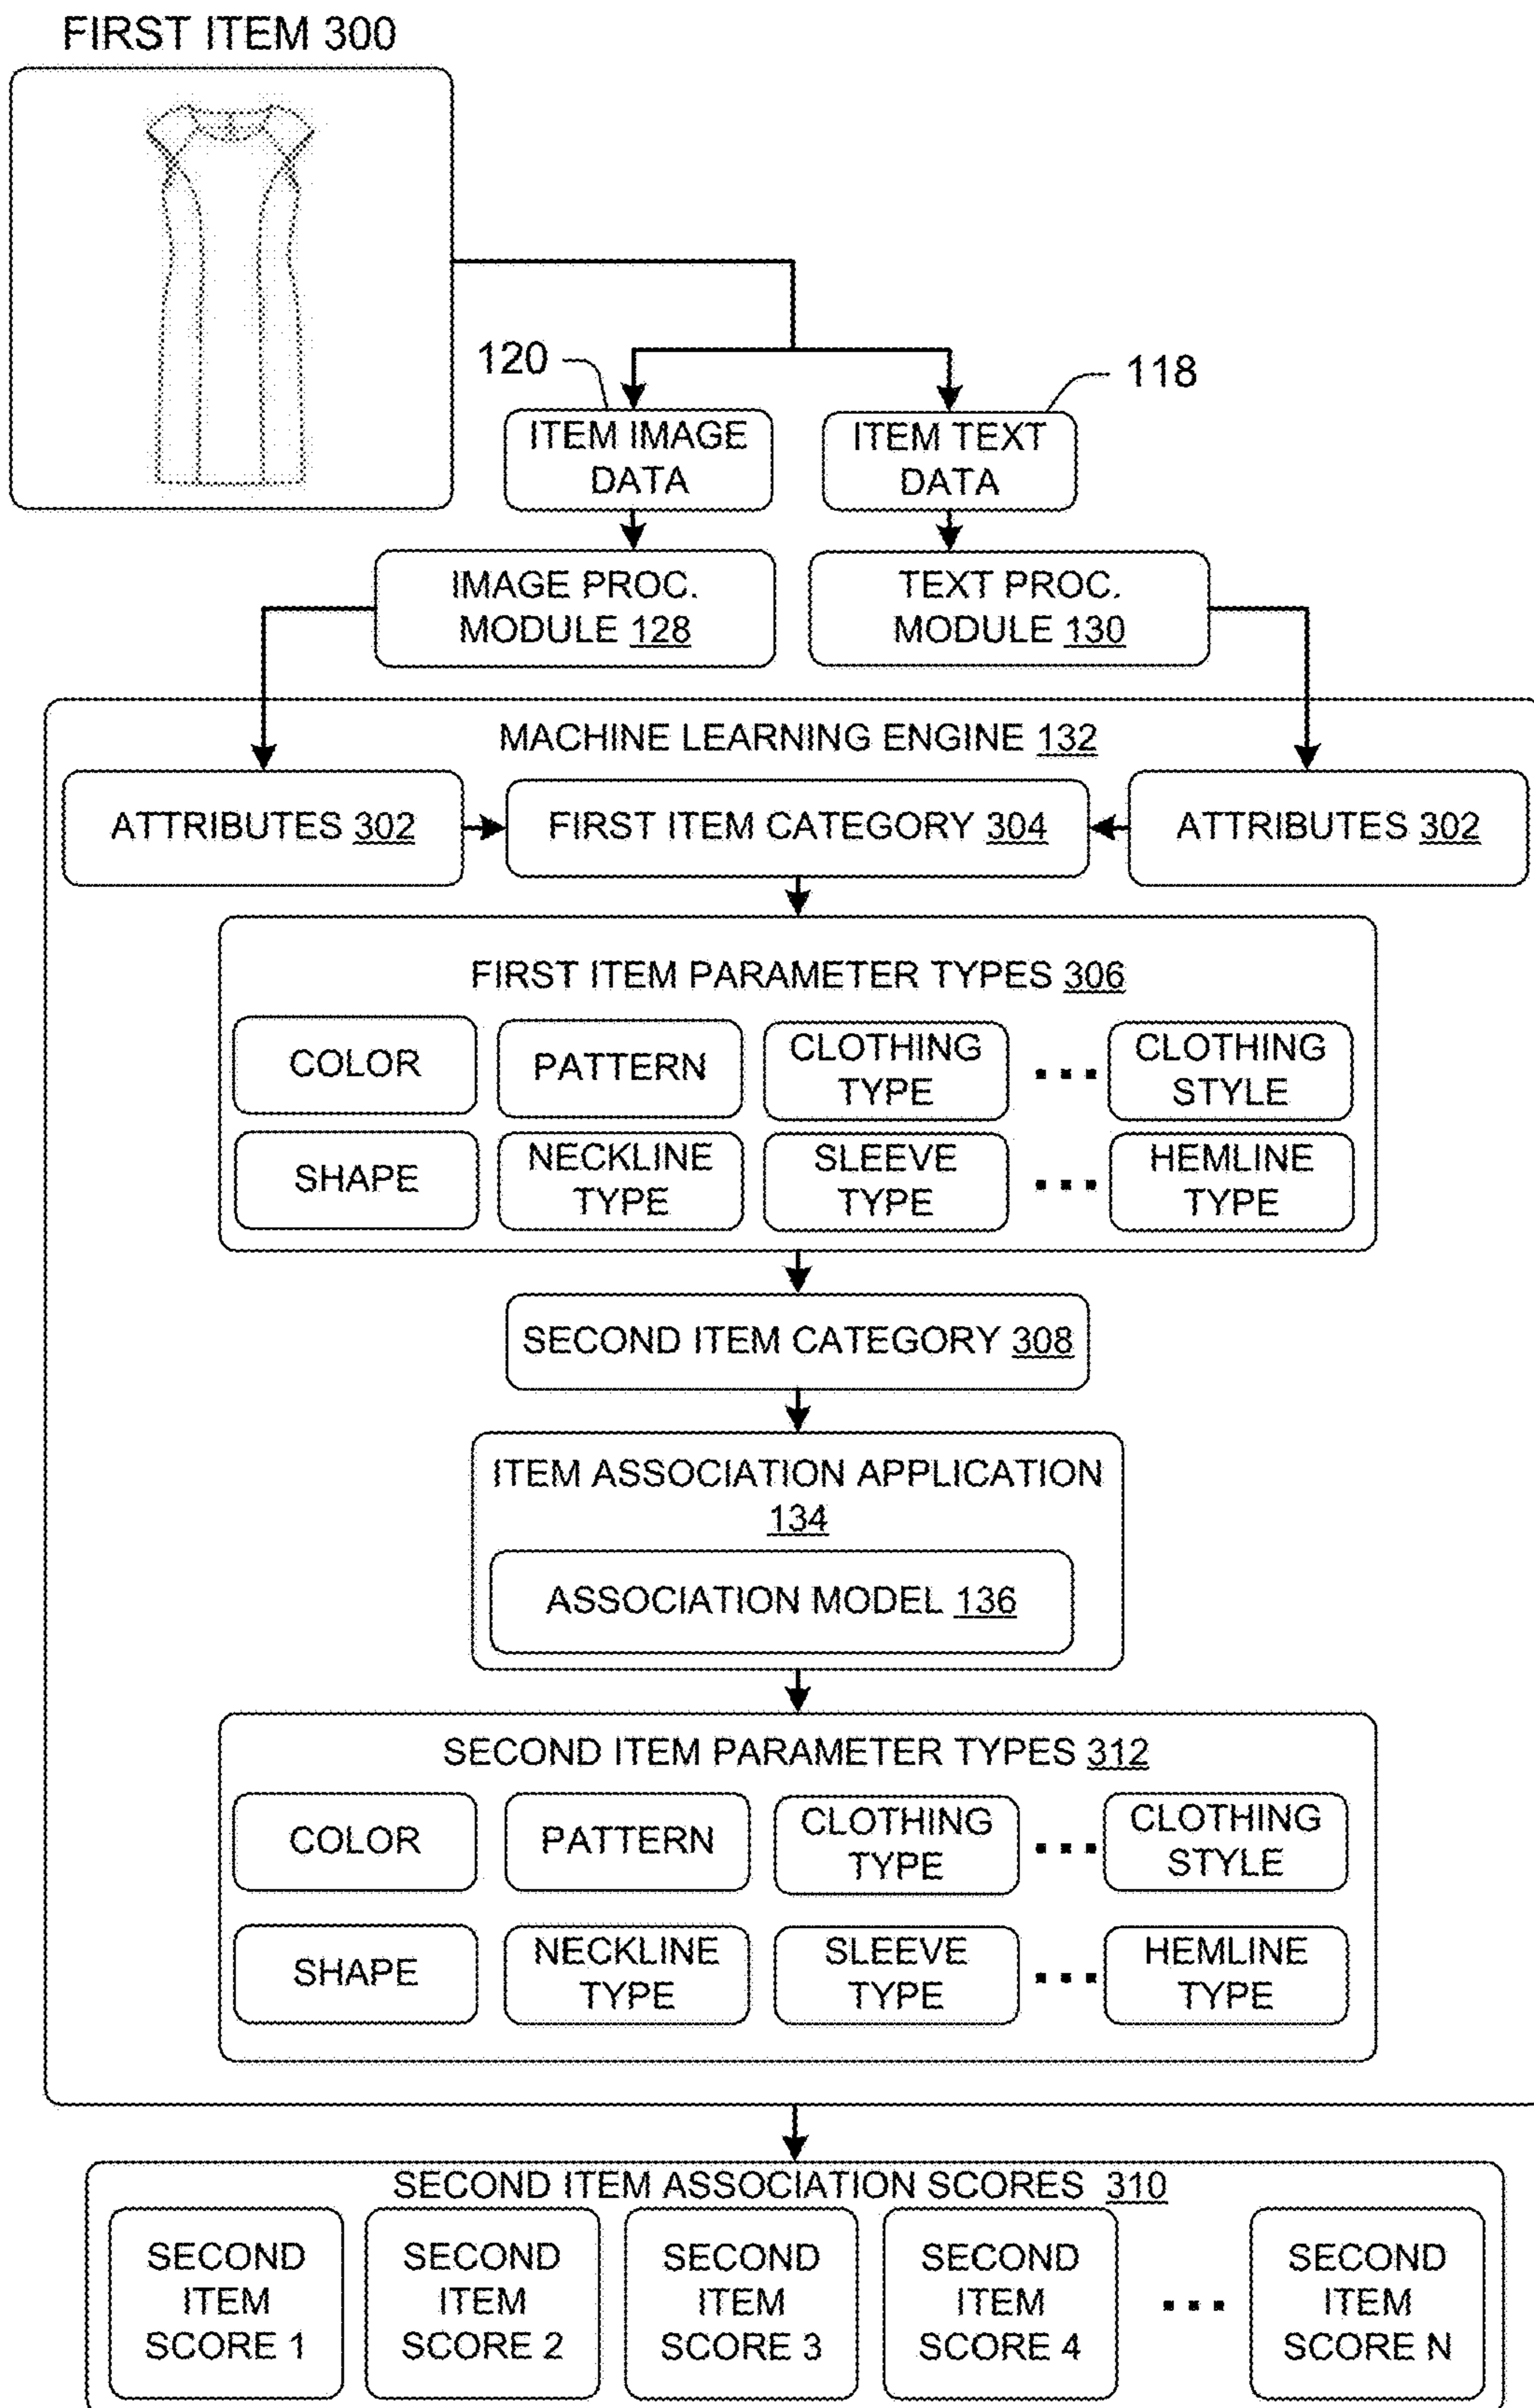 FIRST ITEM 300
120
118
ITEM IMAGE
DATA
ITEM TEXT
DATA
IMAGE PROC.
MODULE 128
TEXT PROC.
MODULE 130
MACHINE LEARNING ENGINE 132
ATTRIBUTES 302
FIRST ITEM CATEGORY 304
ATTRIBUTES 302
FIRST ITEM PARAMETER TYPES 306
COLOR
PATTERN
CLOTHING
TYPE
...
CLOTHING
STYLE
SHAPE
NECKLINE
TYPE
SLEEVE
TYPE
...
HEMLINE
TYPE
SECOND ITEM CATEGORY 308
ITEM ASSOCIATION APPLICATION
134
ASSOCIATION MODEL 136
SECOND ITEM PARAMETER TYPES 312
COLOR
PATTERN
CLOTHING
TYPE
...
CLOTHING
STYLE
SHAPE
NECKLINE
TYPE
SLEEVE
TYPE
...
HEMLINE
TYPE
SECOND ITEM ASSOCIATION SCORES 310
SECOND
ITEM
SCORE 1
SECOND
ITEM
SCORE 2
SECOND
ITEM
SCORE 3
SECOND
ITEM
SCORE 4
...
SECOND
ITEM
SCORE N